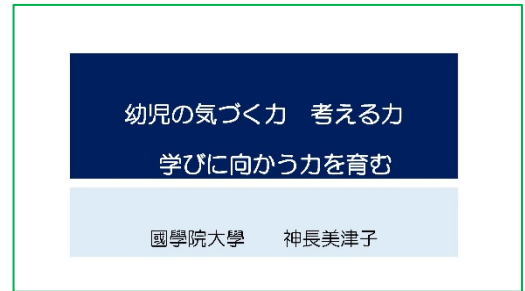 幼児の気づく力　考える力
学びに向かう力を育む
國學院大學　　神長美津子